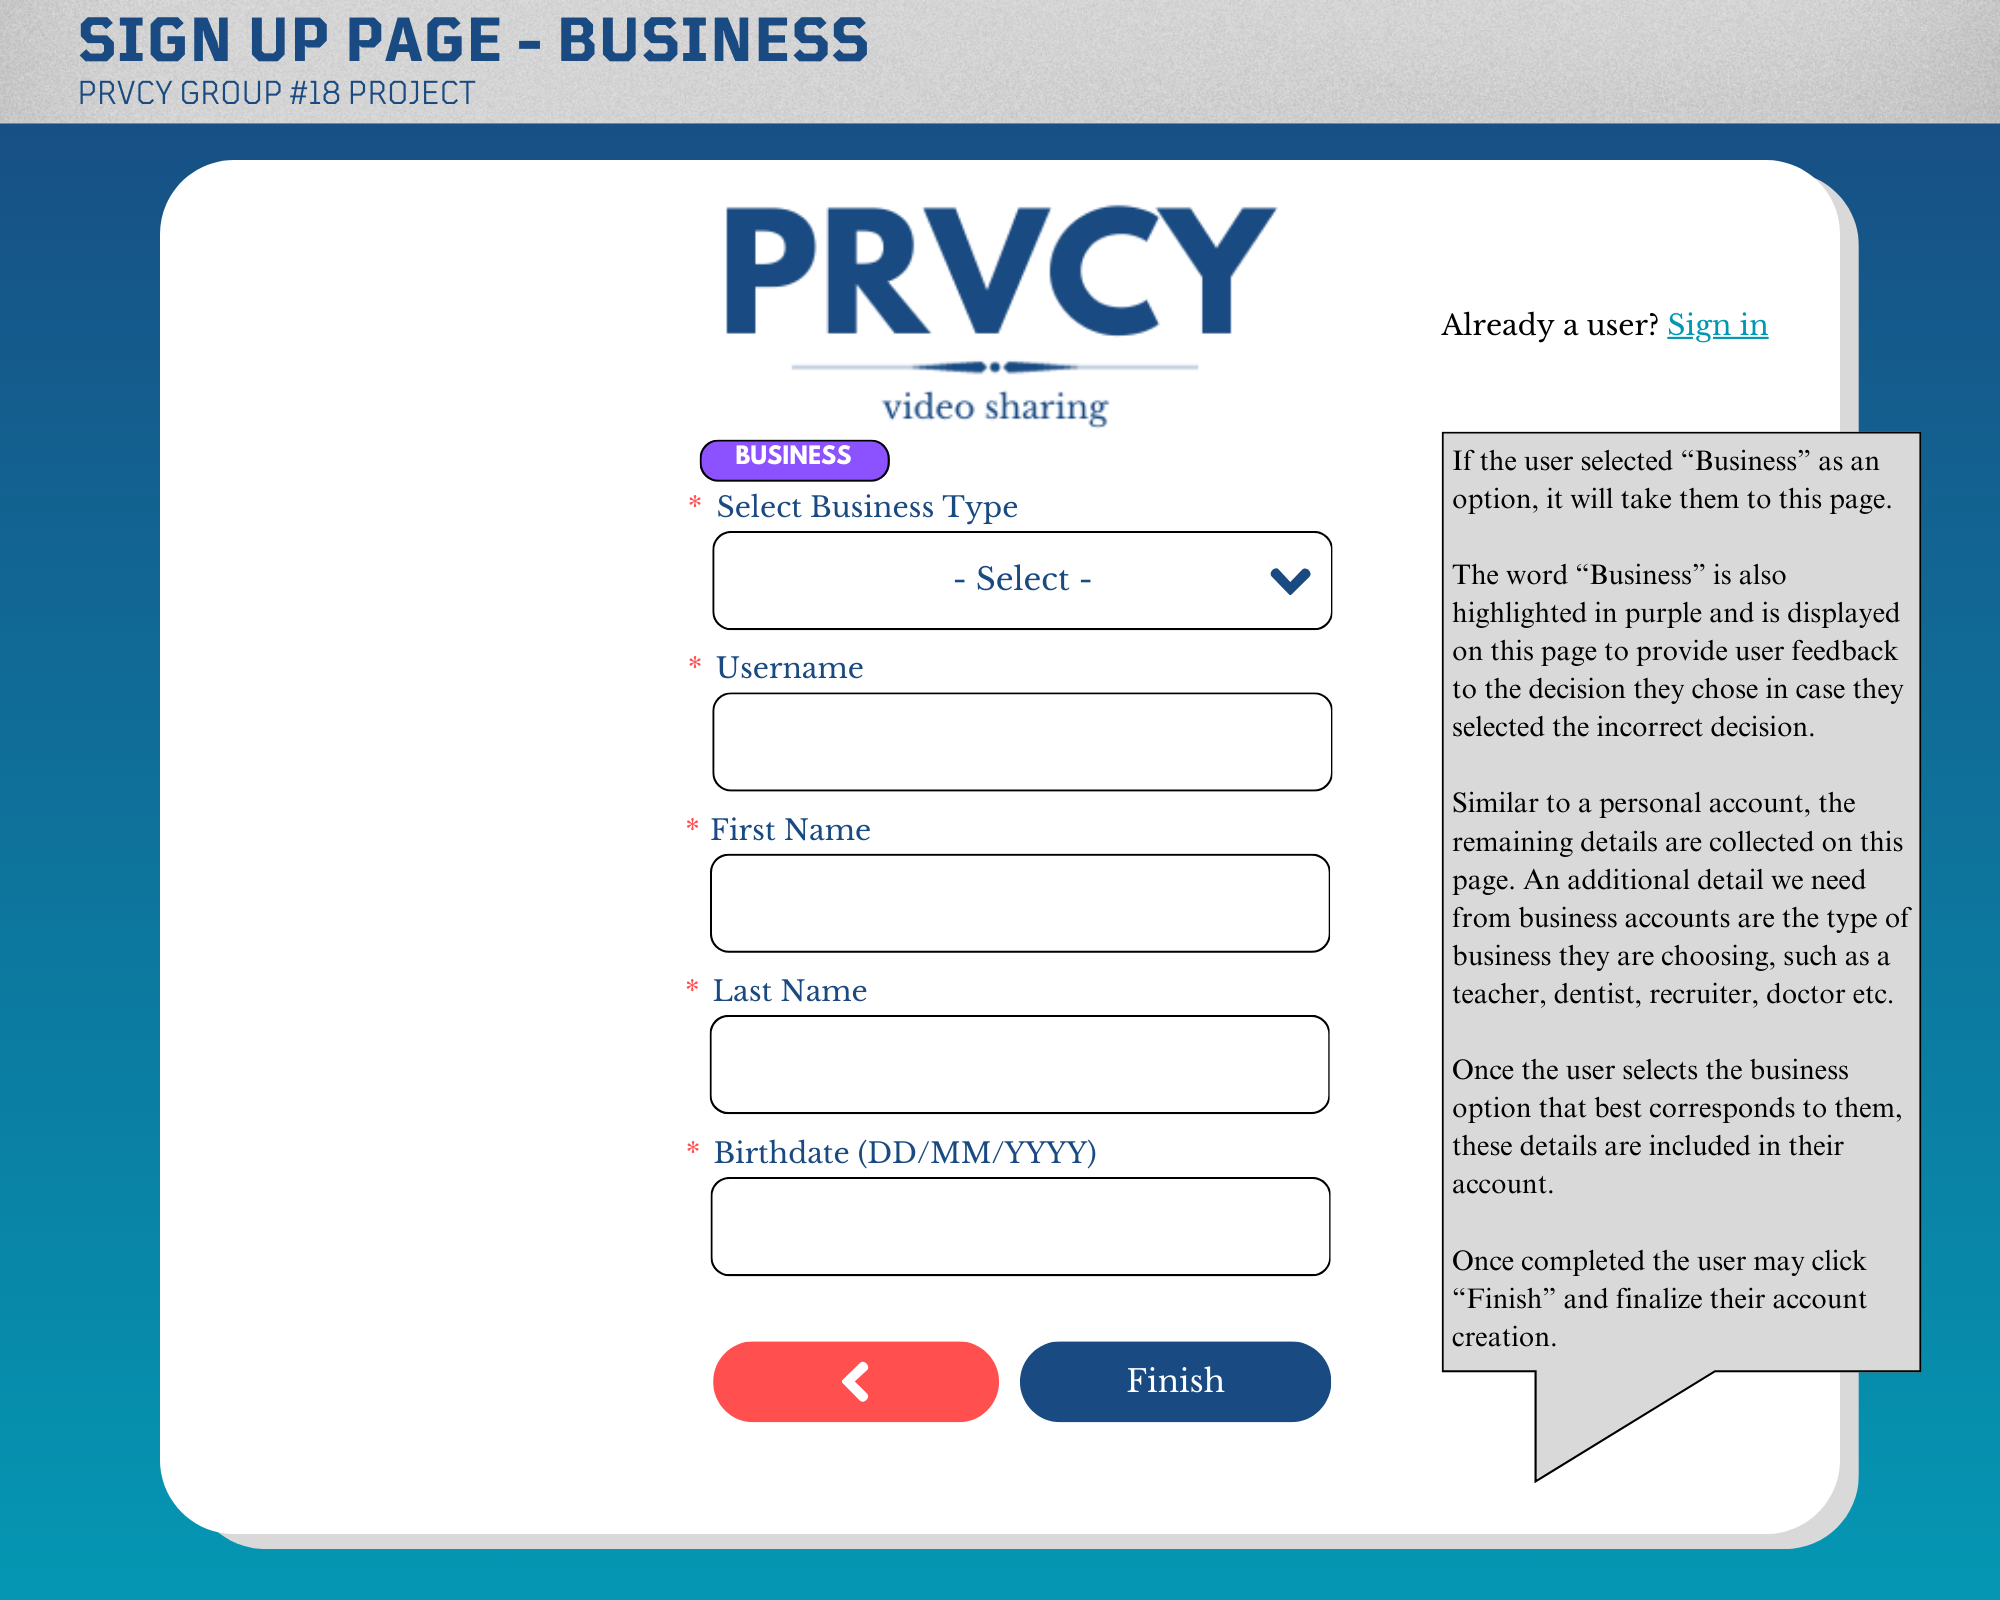 SIGN UP PAGE - BUSINESS
PRVCY GROUP #18 PROJECT
PRVCY
video sharing
Already a user? Sign in
BUSINESS
* Select Business Type
- Select -
* Username
* First Name
* Last Name
* Birthdate (DD/MM/YYYY)
Finish
If the user selected “Business” as an
option, it will take them to this page.
The word “Business” is also
highlighted in purple and is displayed
on this page to provide user feedback
to the decision they chose in case they
selected the incorrect decision.
Similar to a personal account, the
remaining details are collected on this
page. An additional detail we need
from business accounts are the type of
business they are choosing, such as a
teacher, dentist, recruiter, doctor etc.
Once the user selects the business
option that best corresponds to them,
these details are included in their
account.
Once completed the user may click
“Finish” and finalize their account
creation.